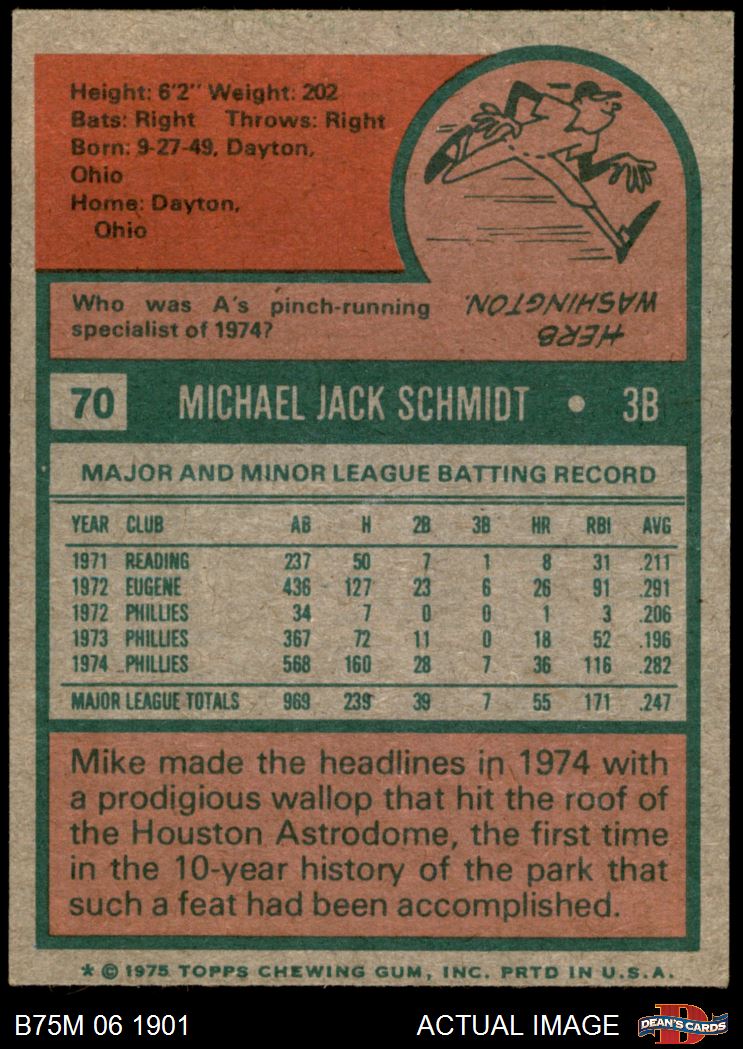 Height: 6'2" Weight: 202
Bats: Right Throws: Right
Born: 9-27-49, Dayton,
Ohio
Home: Dayton,
Ohio
Who was A's pinch-running
specialist of 1974?
HERB
WASHINGTON.
70 MICHAEL JACK SCHMIDT • 3B
MAJOR AND MINOR LEAGUE BATTING RECORD
YEAR CLUB AB H 2B 3B HR RBI AVG
1971 READING 237 50 7 1 8 31 .211
1972 EUGENE 436 127 23 6 26 91 .291
1972 PHILLIES 34 7 0 0 1 3 .206
1973 PHILLIES 367 72 11 0 18 52 .196
1974 PHILLIES 568 160 28 7 36 116 .282
MAJOR LEAGUE TOTALS 969 239 39 7 55 171 .247
Mike made the headlines in 1974 with
a prodigious wallop that hit the roof of
the Houston Astrodome, the first time
in the 10-year history of the park that
such a feat had been accomplished.
* © 1975 TOPPS CHEWING GUM, INC. PRTD IN U.S.A.
B75M 06 1901 ACTUAL IMAGE D DEAN'S CARDS